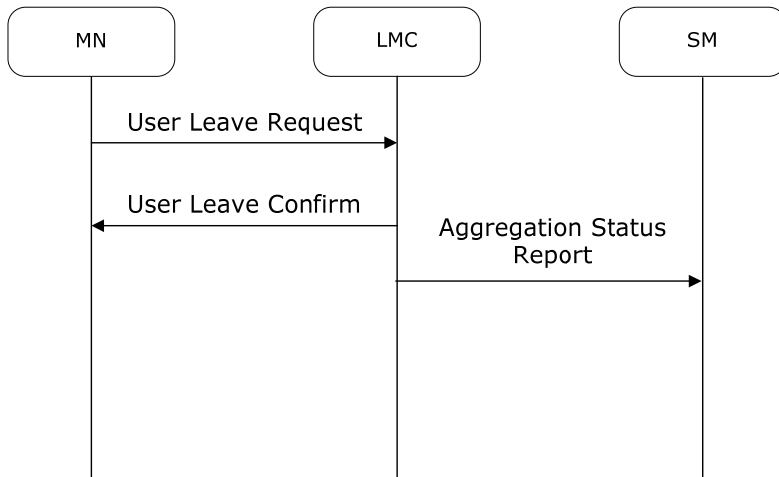 MN
LMC
SM
User Leave Request
User Leave Confirm
Aggregation Status
Report